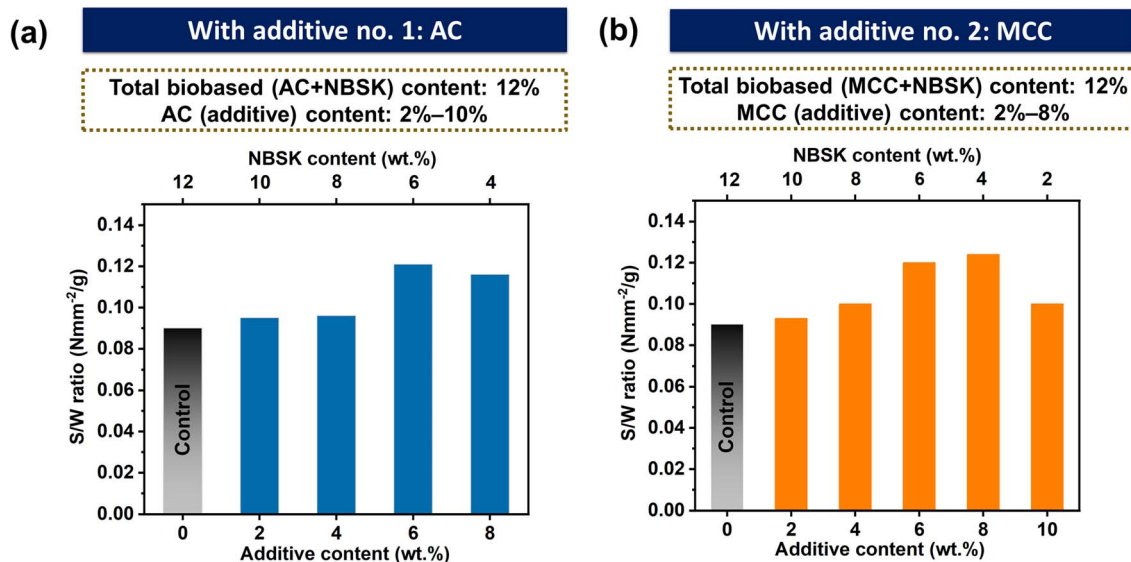 (a)
With additive no. 1: AC
Total biobased (AC+NBSK) content: 12%
AC (additive) content: 2%–10%
NBSK content (wt.%)
12 10 8 6 4
S/W ratio (Nmm⁻²/g)
0.14
0.12
0.10
0.08
0.06
0.04
0.02
0.00
Control
0 2 4 6 8
Additive content (wt.%)
(b)
With additive no. 2: MCC
Total biobased (MCC+NBSK) content: 12%
MCC (additive) content: 2%–8%
NBSK content (wt.%)
12 10 8 6 4 2
S/W ratio (Nmm⁻²/g)
0.14
0.12
0.10
0.08
0.06
0.04
0.02
0.00
Control
0 2 4 6 8 10
Additive content (wt.%)